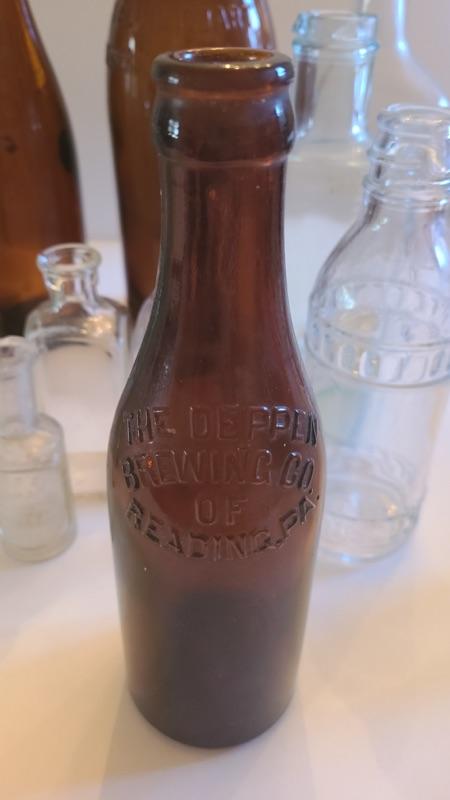 THE DEPPEN
BREWING CO.
OF
READING, PA.